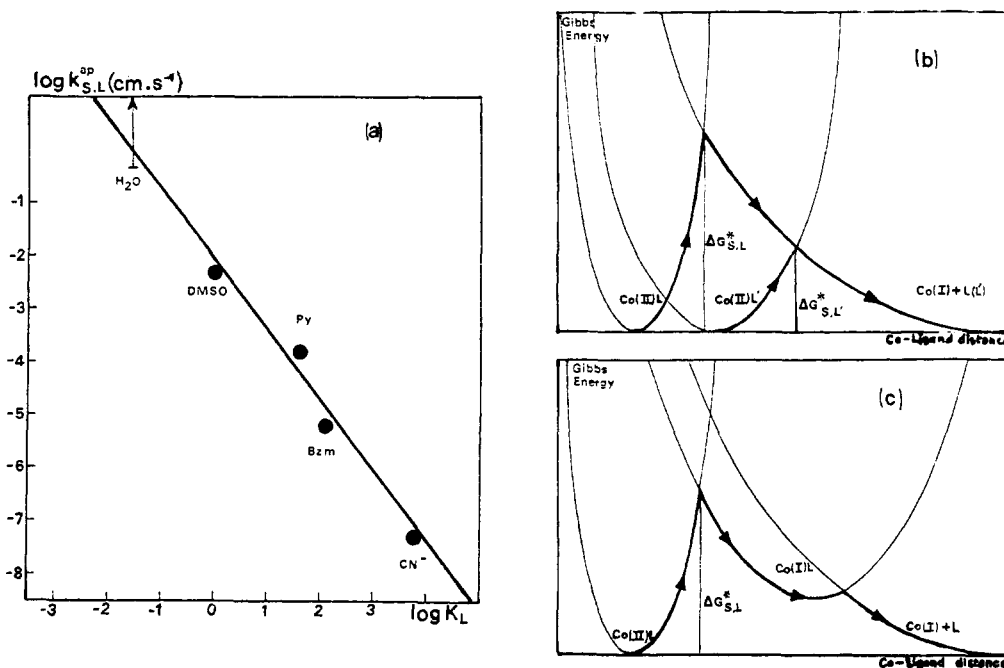 log k^{ap}_{S,L} (cm.s^{-1})
(a)
H₂O
-1
-2
DMSO
-3
Py
-4
-5
Bzm
-6
-7
CN⁻
-8
-3 -2 -1 0 1 2 3
log K_L
Gibbs
Energy
(b)
ΔG*_{S,L}
Co(II)L
Co(II)L'
ΔG*_{S,L'}
Co(I)+L(L')
Co-Ligand distance
Gibbs
Energy
(c)
Co(I)L
ΔG*_{S,L}
Co(II)L
Co(I)+L
Co-Ligand distance